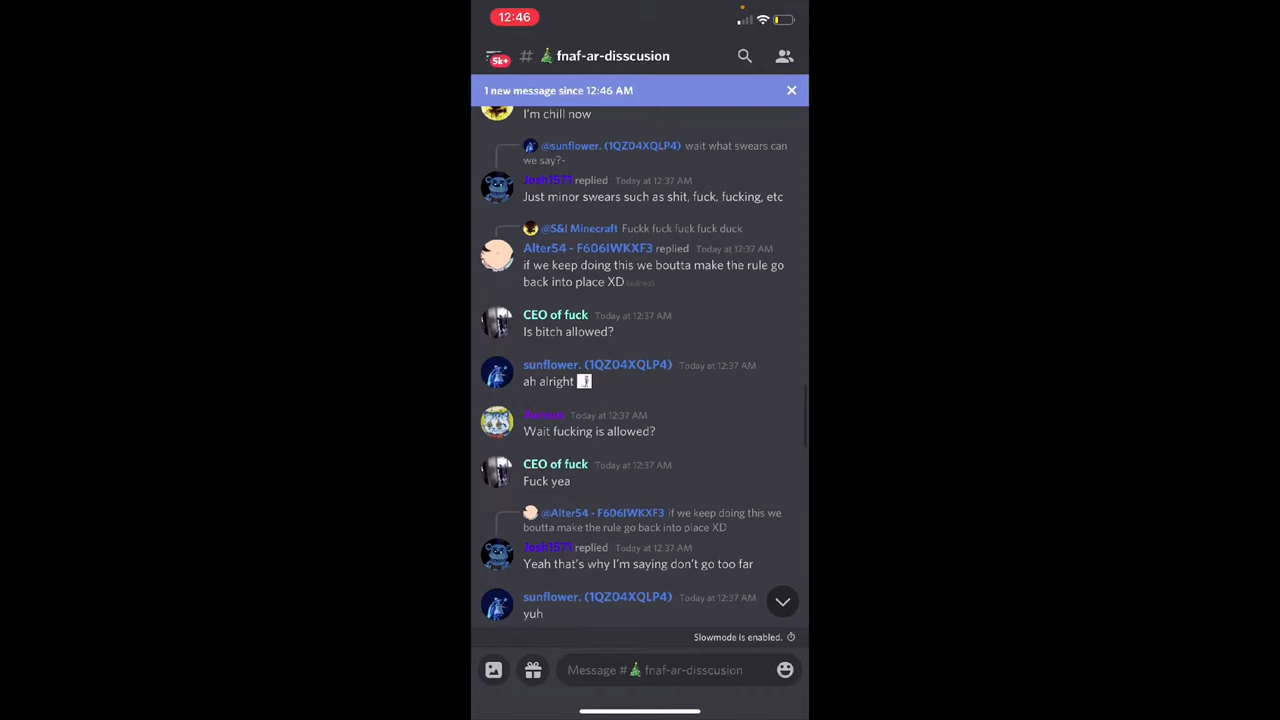 12:46
5k+
# 🎄 fnaf-ar-disscusion
1 new message since 12:46 AM
I'm chill now
@sunflower. (1QZ04XQLP4) wait what swears can
we say?-
Josh1571 replied Today at 12:37 AM
Just minor swears such as shit, fuck, fucking, etc
@S&I Minecraft Fuckk fuck fuck fuck duck
Alter54 - F606IWKXF3 replied Today at 12:37 AM
if we keep doing this we boutta make the rule go
back into place XD (edited)
CEO of fuck Today at 12:37 AM
Is bitch allowed?
sunflower. (1QZ04XQLP4) Today at 12:37 AM
ah alright
Today at 12:37 AM
Wait fucking is allowed?
CEO of fuck Today at 12:37 AM
Fuck yea
@Alter54 - F606IWKXF3 if we keep doing this we
boutta make the rule go back into place XD
Josh1571 replied Today at 12:37 AM
Yeah that's why I'm saying don't go too far
sunflower. (1QZ04XQLP4) Today at 12:37 AM
yuh
Slowmode is enabled.
Message #🎄 fnaf-ar-disscusion